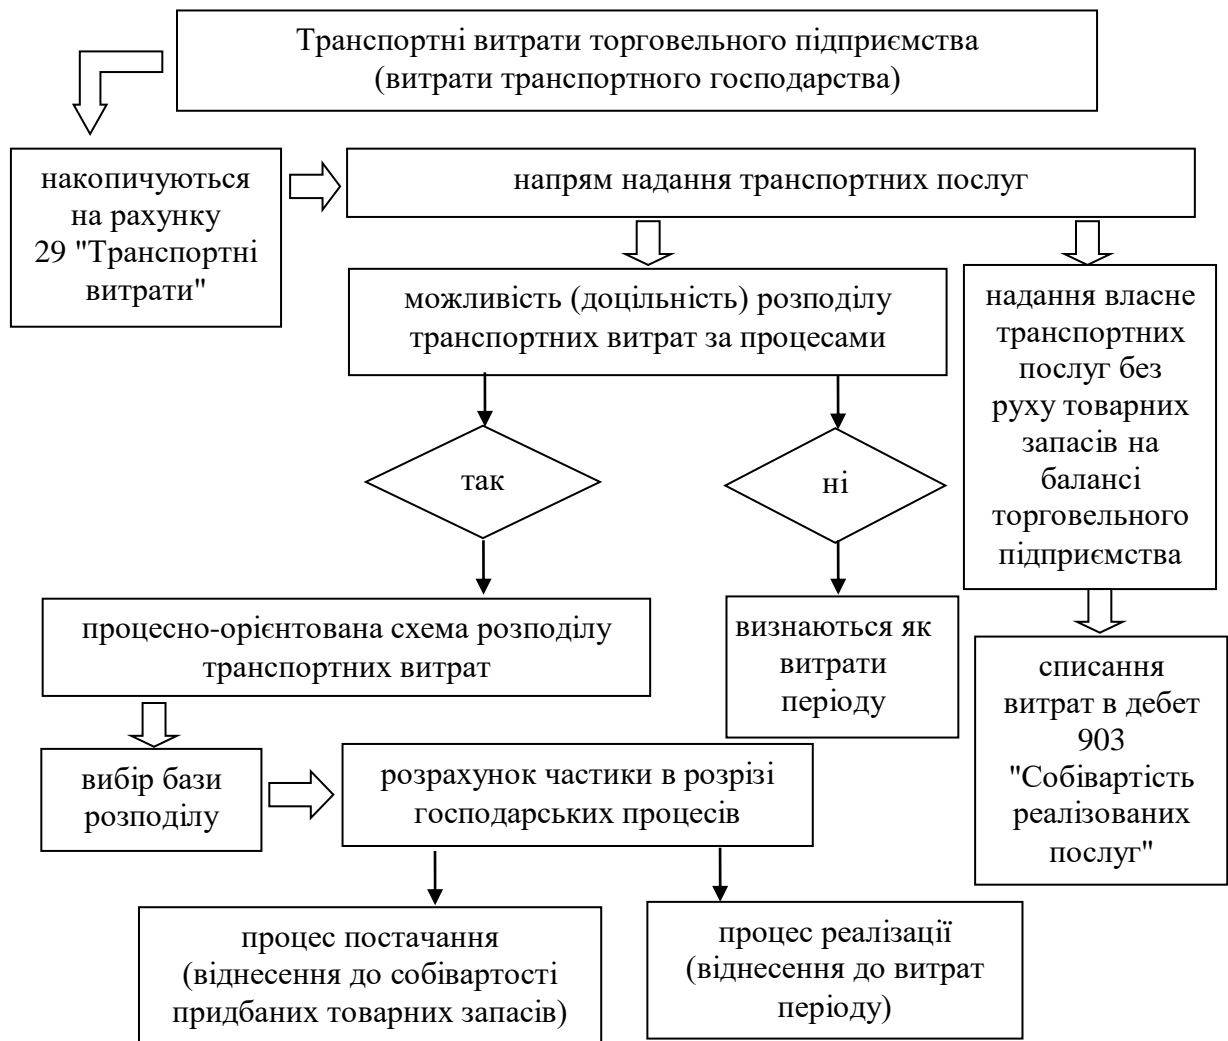 Транспортні витрати торговельного підприємства
(витрати транспортного господарства)
накопичуються
на рахунку
29 "Транспортні
витрати"
напрям надання транспортних послуг
можливість (доцільність) розподілу
транспортних витрат за процесами
надання власне
транспортних
послуг без
руху товарних
запасів на
балансі
торговельного
підприємства
так
ні
процесно-орієнтована схема розподілу
транспортних витрат
визнаються як
витрати
періоду
списання
витрат в дебет
903
"Собівартість
реалізованих
послуг"
вибір бази
розподілу
розрахунок частики в розрізі
господарських процесів
процес постачання
(віднесення до собівартості
придбаних товарних запасів)
процес реалізації
(віднесення до витрат
періоду)